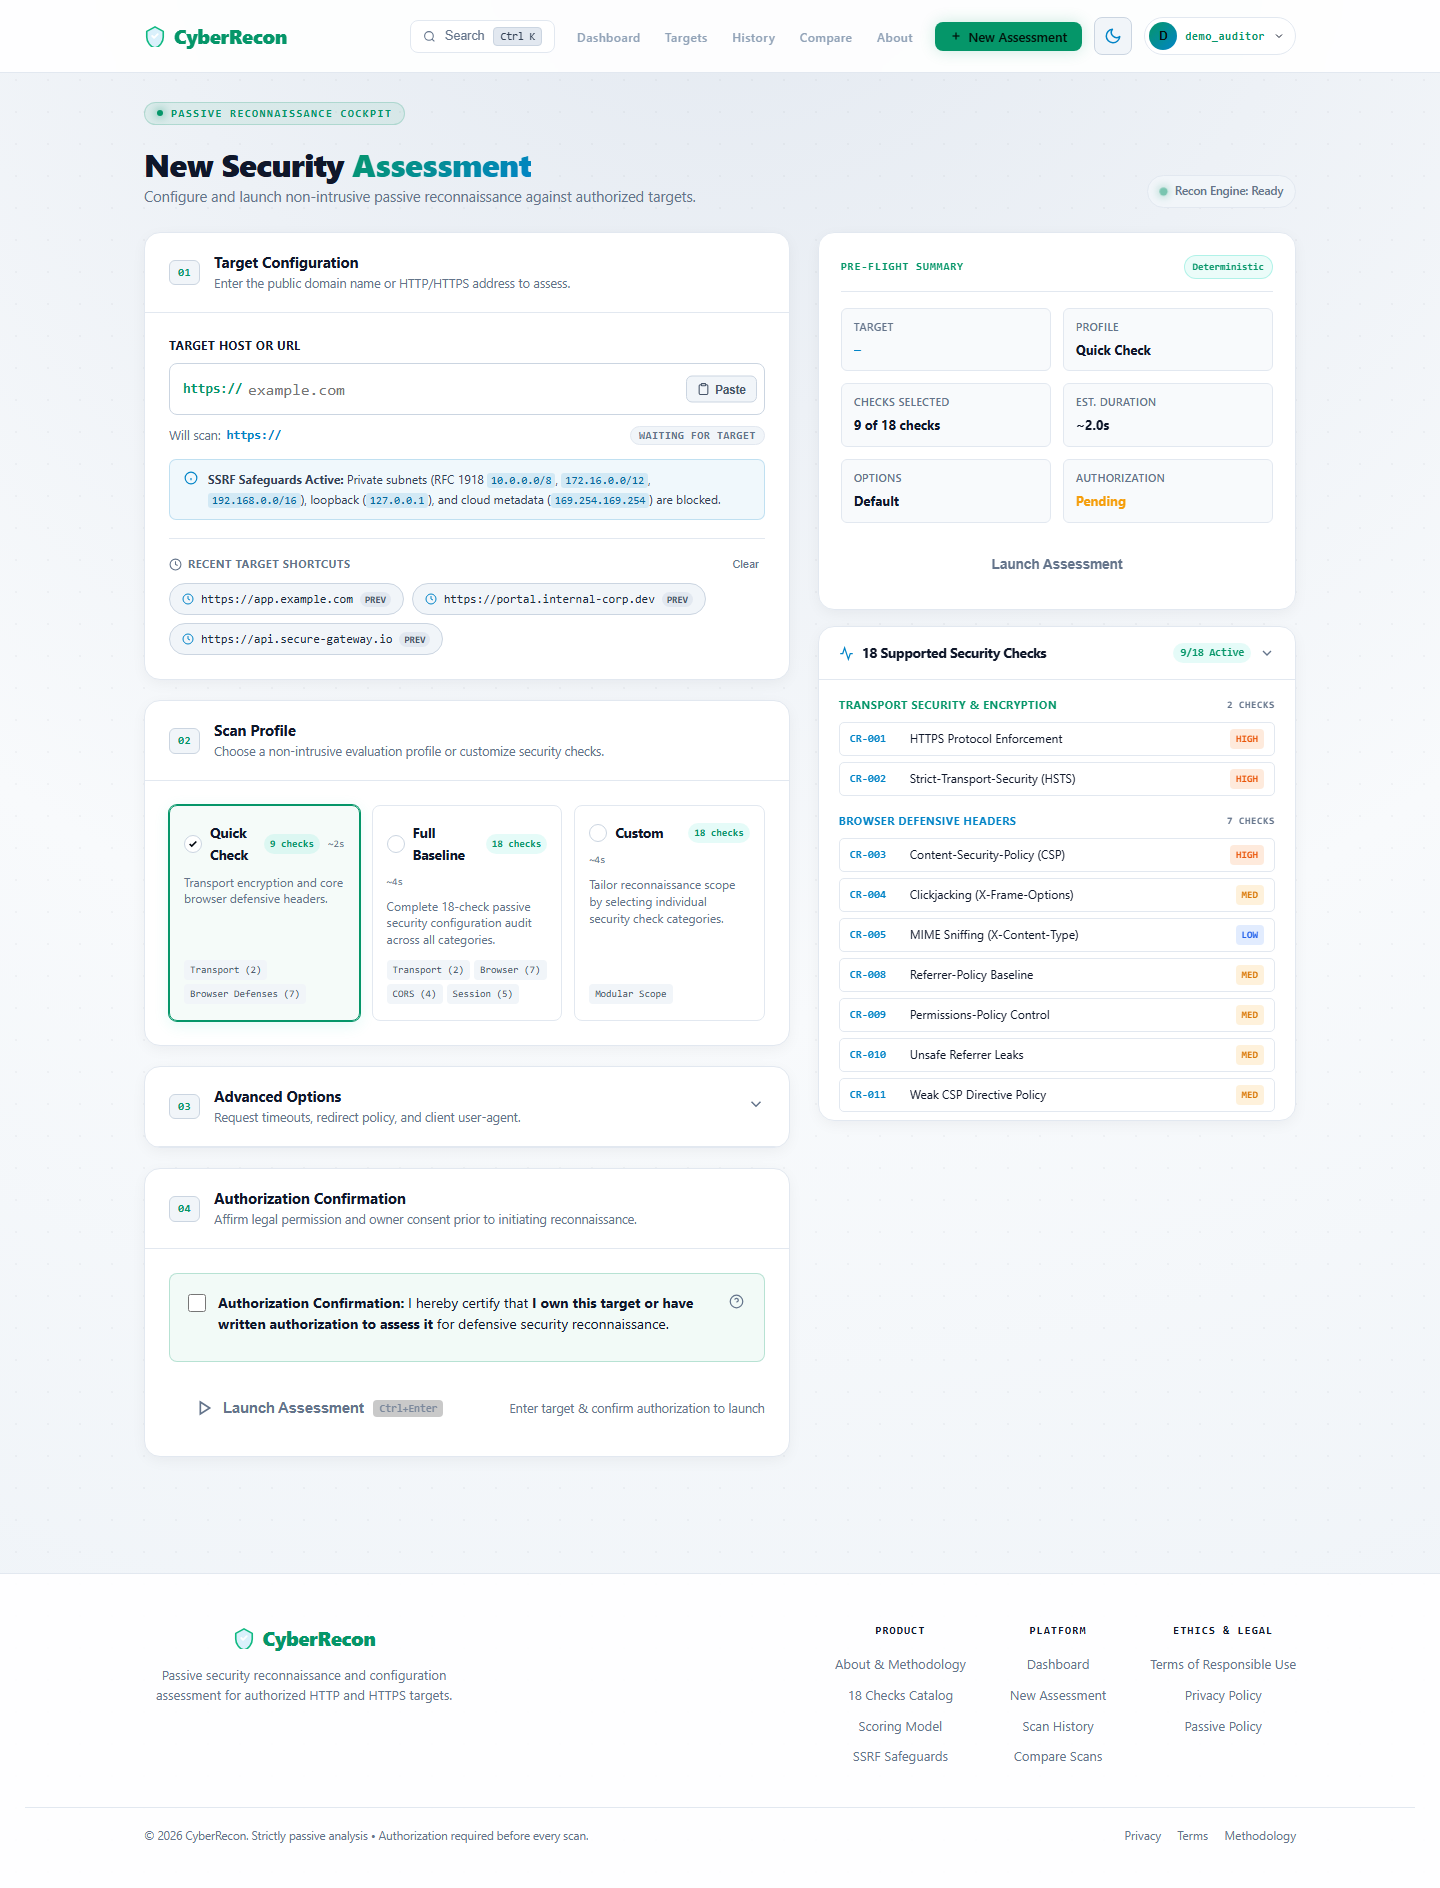 CyberRecon
Search Ctrl K
Dashboard
Targets
History
Compare
About
+ New Assessment
D demo_auditor
PASSIVE RECONNAISSANCE COCKPIT
New Security Assessment
Configure and launch non-intrusive passive reconnaissance against authorized targets.
Recon Engine: Ready
01
Target Configuration
Enter the public domain name or HTTP/HTTPS address to assess.
TARGET HOST OR URL
https:// example.com
Paste
Will scan: https://
WAITING FOR TARGET
SSRF Safeguards Active: Private subnets (RFC 1918 10.0.0.0/8, 172.16.0.0/12,
192.168.0.0/16), loopback (127.0.0.1), and cloud metadata (169.254.169.254) are blocked.
RECENT TARGET SHORTCUTS
Clear
https://app.example.com PREV
https://portal.internal-corp.dev PREV
https://api.secure-gateway.io PREV
02
Scan Profile
Choose a non-intrusive evaluation profile or customize security checks.
Quick
Check
9 checks
~2s
Transport encryption and core
browser defensive headers.
Transport (2)
Browser Defenses (7)
Full
Baseline
18 checks
~4s
Complete 18-check passive
security configuration audit
across all categories.
Transport (2)
Browser (7)
CORS (4)
Session (5)
Custom
18 checks
~4s
Tailor reconnaissance scope
by selecting individual
security check categories.
Modular Scope
03
Advanced Options
Request timeouts, redirect policy, and client user-agent.
04
Authorization Confirmation
Affirm legal permission and owner consent prior to initiating reconnaissance.
Authorization Confirmation: I hereby certify that I own this target or have
written authorization to assess it for defensive security reconnaissance.
Launch Assessment Ctrl+Enter
Enter target & confirm authorization to launch
PRE-FLIGHT SUMMARY
Deterministic
TARGET
—
PROFILE
Quick Check
CHECKS SELECTED
9 of 18 checks
EST. DURATION
~2.0s
OPTIONS
Default
AUTHORIZATION
Pending
Launch Assessment
18 Supported Security Checks
9/18 Active
TRANSPORT SECURITY & ENCRYPTION
2 CHECKS
CR-001 HTTPS Protocol Enforcement HIGH
CR-002 Strict-Transport-Security (HSTS) HIGH
BROWSER DEFENSIVE HEADERS
7 CHECKS
CR-003 Content-Security-Policy (CSP) HIGH
CR-004 Clickjacking (X-Frame-Options) MED
CR-005 MIME Sniffing (X-Content-Type) LOW
CR-008 Referrer-Policy Baseline MED
CR-009 Permissions-Policy Control MED
CR-010 Unsafe Referrer Leaks MED
CR-011 Weak CSP Directive Policy MED
CyberRecon
Passive security reconnaissance and configuration
assessment for authorized HTTP and HTTPS targets.
PRODUCT
About & Methodology
18 Checks Catalog
Scoring Model
SSRF Safeguards
PLATFORM
Dashboard
New Assessment
Scan History
Compare Scans
ETHICS & LEGAL
Terms of Responsible Use
Privacy Policy
Passive Policy
© 2026 CyberRecon. Strictly passive analysis • Authorization required before every scan.
Privacy
Terms
Methodology